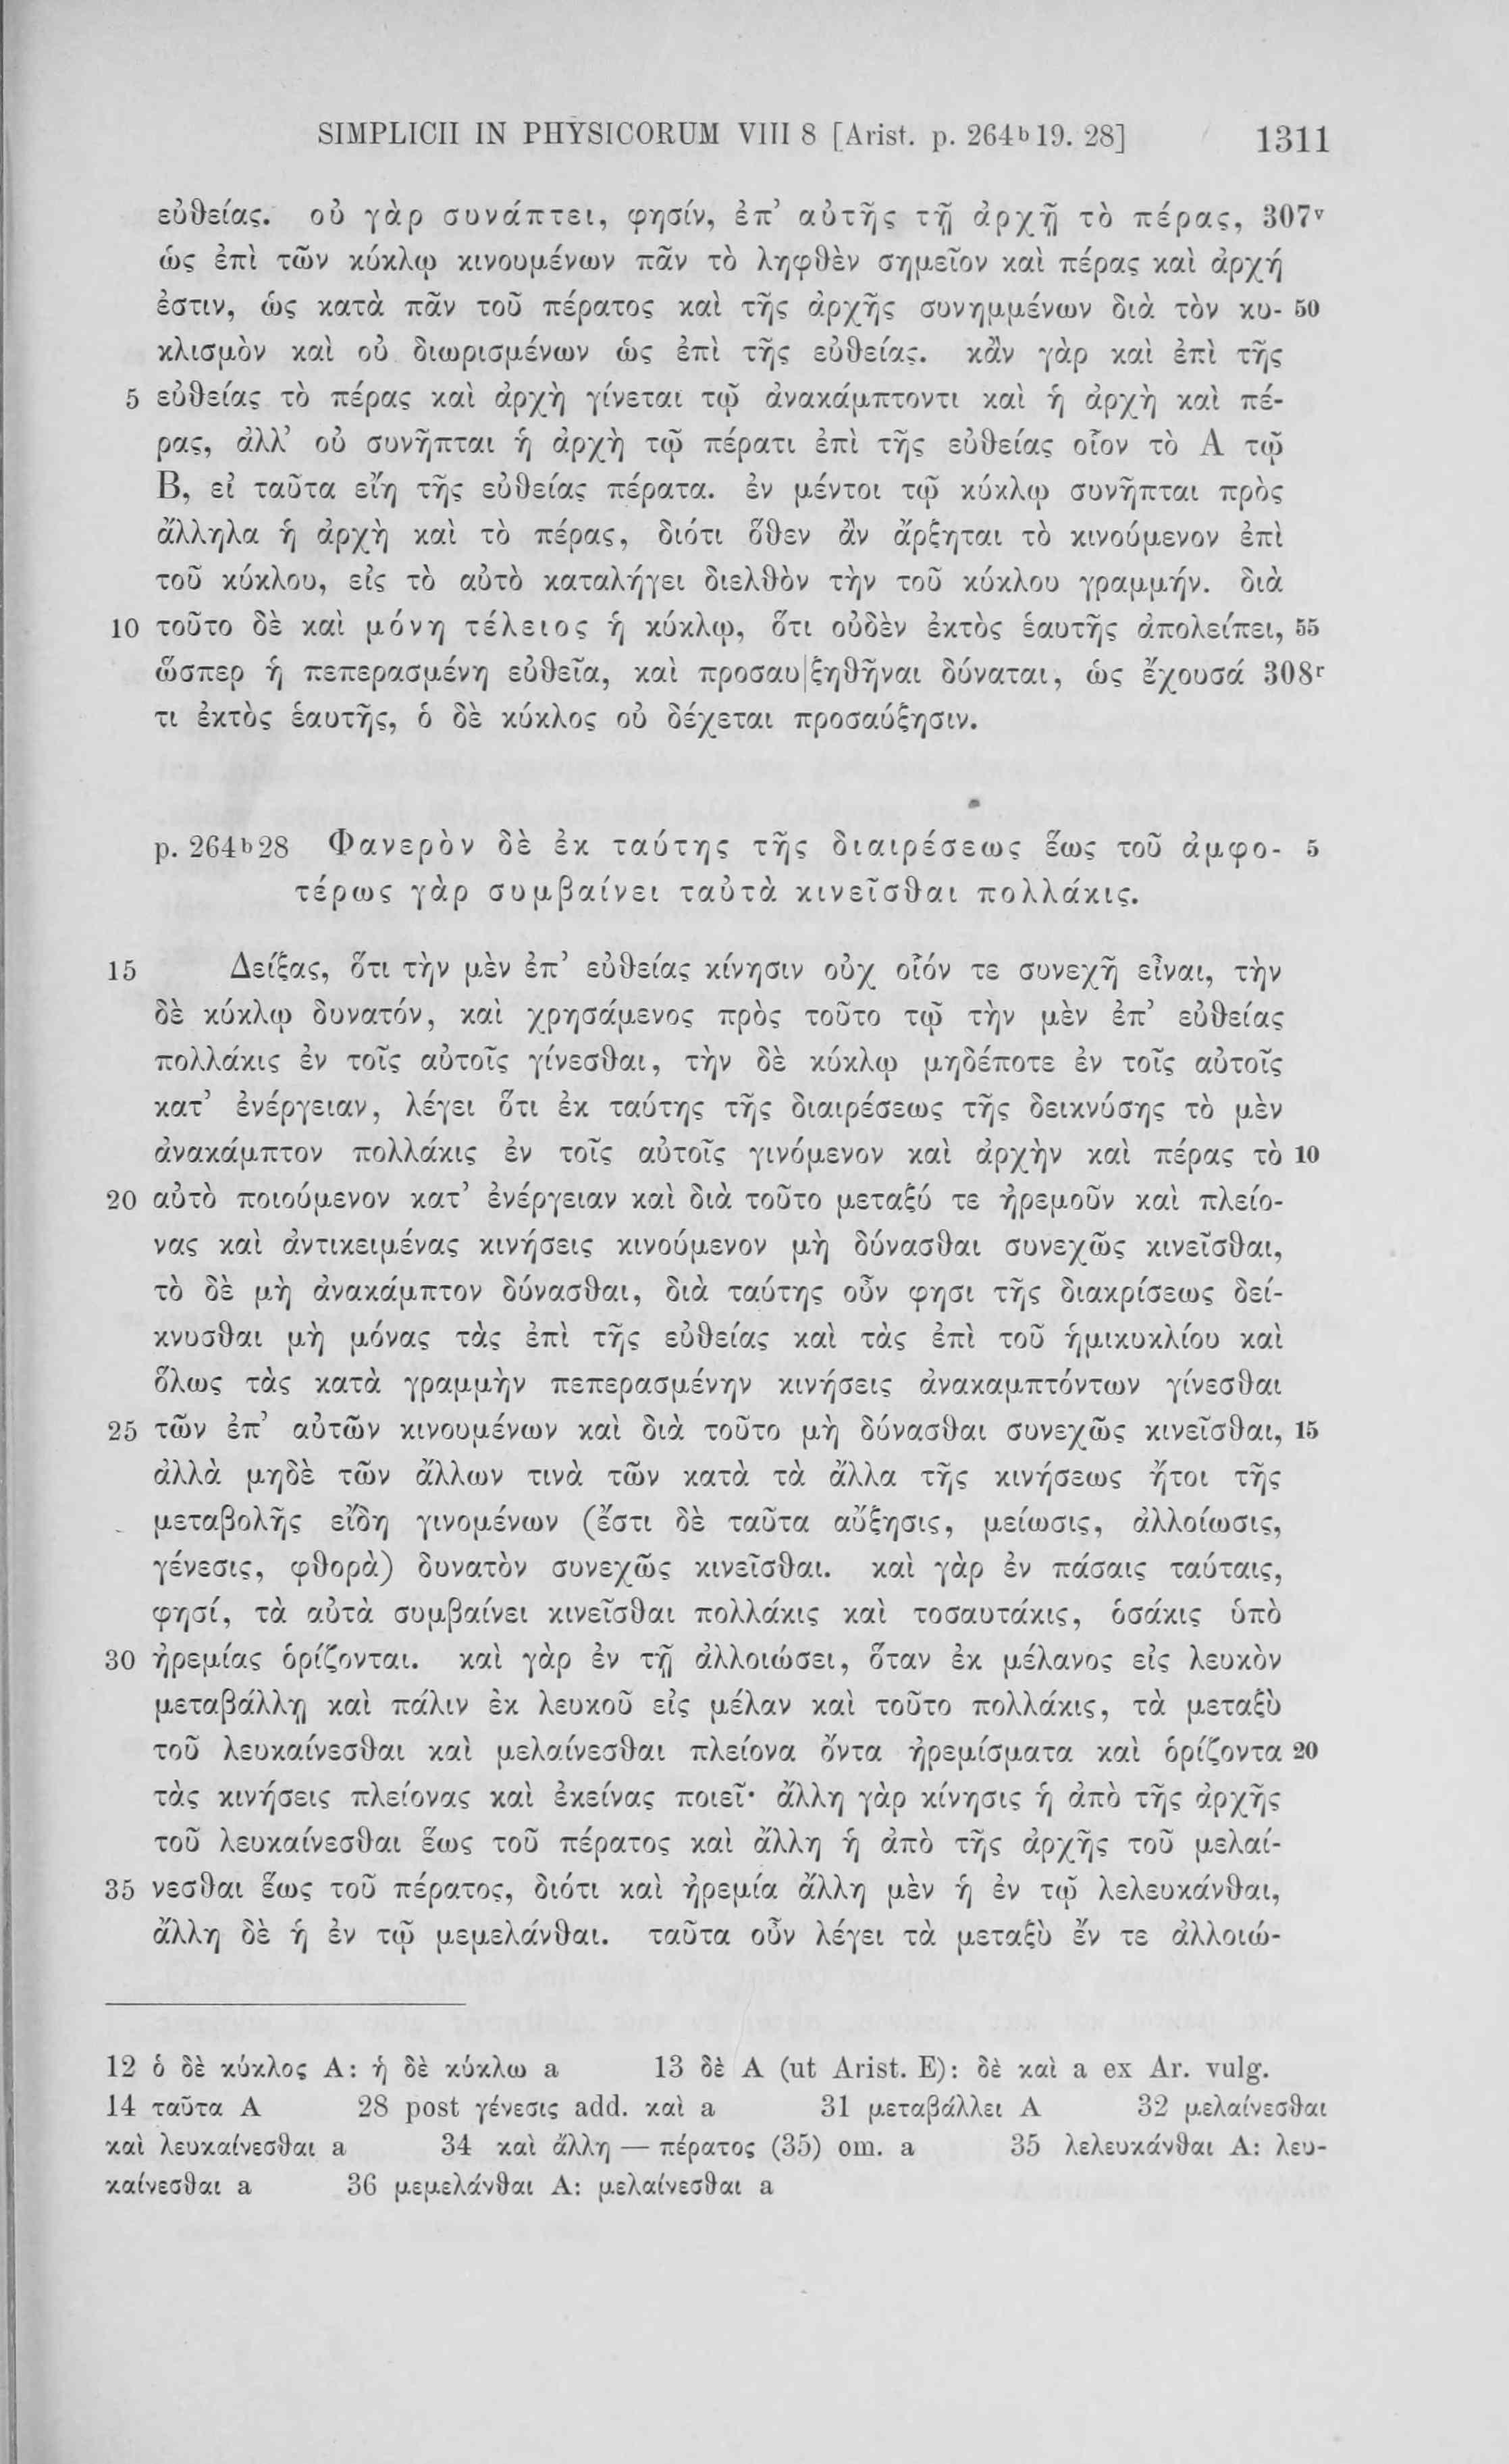 SIMPLICII IN PHYSICORUM VIII 8 [Arist. p. 264b19. 28] 1311
εὐθείας. οὐ γὰρ συνάπτει, φησίν, ἐπ’ αὐτῆς τῇ ἀρχῇ τὸ πέρας, 307v
ὡς ἐπὶ τῶν κύκλῳ κινουμένων πᾶν τὸ ληφθὲν σημεῖον καὶ πέρας καὶ ἀρχή
ἐστιν, ὡς κατὰ πᾶν τοῦ πέρατος καὶ τῆς ἀρχῆς συνημμένων διὰ τὸν κυ- 50
κλισμὸν καὶ οὐ διωρισμένων ὡς ἐπὶ τῆς εὐθείας. κἂν γὰρ καὶ ἐπὶ τῆς
5 εὐθείας τὸ πέρας καὶ ἀρχὴ γίνεται τῷ ἀνακάμπτοντι καὶ ἡ ἀρχὴ καὶ πέ-
ρας, ἀλλ’ οὐ συνῆπται ἡ ἀρχὴ τῷ πέρατι ἐπὶ τῆς εὐθείας οἷον τὸ Α τῷ
Β, εἰ ταῦτα εἴη τῆς εὐθείας πέρατα. ἐν μέντοι τῷ κύκλῳ συνῆπται πρὸς
ἄλληλα ἡ ἀρχὴ καὶ τὸ πέρας, διότι ὅθεν ἂν ἄρξηται τὸ κινούμενον ἐπὶ
τοῦ κύκλου, εἰς τὸ αὐτὸ καταλήγει διελθὸν τὴν τοῦ κύκλου γραμμήν. διὰ
10 τοῦτο δὲ καὶ μόνη τέλειος ἡ κύκλῳ, ὅτι οὐδὲν ἐκτὸς ἑαυτῆς ἀπολείπει, 55
ὥσπερ ἡ πεπερασμένη εὐθεῖα, καὶ προσαυ|ξηθῆναι δύναται, ὡς ἔχουσά 308r
τι ἐκτὸς ἑαυτῆς, ὁ δὲ κύκλος οὐ δέχεται προσαύξησιν.
p. 264b28 Φανερὸν δὲ ἐκ ταύτης τῆς διαιρέσεως ἕως τοῦ ἀμφο- 5
τέρως γὰρ συμβαίνει ταὐτὰ κινεῖσθαι πολλάκις.
15 Δείξας, ὅτι τὴν μὲν ἐπ’ εὐθείας κίνησιν οὐχ οἷόν τε συνεχῆ εἶναι, τὴν
δὲ κύκλῳ δυνατόν, καὶ χρησάμενος πρὸς τοῦτο τῷ τὴν μὲν ἐπ’ εὐθείας
πολλάκις ἐν τοῖς αὐτοῖς γίνεσθαι, τὴν δὲ κύκλῳ μηδέποτε ἐν τοῖς αὐτοῖς
κατ’ ἐνέργειαν, λέγει ὅτι ἐκ ταύτης τῆς διαιρέσεως τῆς δεικνύσης τὸ μὲν
ἀνακάμπτον πολλάκις ἐν τοῖς αὐτοῖς γινόμενον καὶ ἀρχὴν καὶ πέρας τὸ 10
20 αὐτὸ ποιούμενον κατ’ ἐνέργειαν καὶ διὰ τοῦτο μεταξύ τε ἠρεμοῦν καὶ πλείο-
νας καὶ ἀντικειμένας κινήσεις κινούμενον μὴ δύνασθαι συνεχῶς κινεῖσθαι,
τὸ δὲ μὴ ἀνακάμπτον δύνασθαι, διὰ ταύτης οὖν φησι τῆς διακρίσεως δεί-
κνυσθαι μὴ μόνας τὰς ἐπὶ τῆς εὐθείας καὶ τὰς ἐπὶ τοῦ ἡμικυκλίου καὶ
ὅλως τὰς κατὰ γραμμὴν πεπερασμένην κινήσεις ἀνακαμπτόντων γίνεσθαι
25 τῶν ἐπ’ αὐτῶν κινουμένων καὶ διὰ τοῦτο μὴ δύνασθαι συνεχῶς κινεῖσθαι, 15
ἀλλὰ μηδὲ τῶν ἄλλων τινὰ τῶν κατὰ τὰ ἄλλα τῆς κινήσεως ἤτοι τῆς
μεταβολῆς εἴδη γινομένων (ἔστι δὲ ταῦτα αὔξησις, μείωσις, ἀλλοίωσις,
γένεσις, φθορὰ) δυνατὸν συνεχῶς κινεῖσθαι. καὶ γὰρ ἐν πάσαις ταύταις,
φησί, τὰ αὐτὰ συμβαίνει κινεῖσθαι πολλάκις καὶ τοσαυτάκις, ὁσάκις ὑπὸ
30 ἠρεμίας ὁρίζονται. καὶ γὰρ ἐν τῇ ἀλλοιώσει, ὅταν ἐκ μέλανος εἰς λευκὸν
μεταβάλλῃ καὶ πάλιν ἐκ λευκοῦ εἰς μέλαν καὶ τοῦτο πολλάκις, τὰ μεταξὺ
τοῦ λευκαίνεσθαι καὶ μελαίνεσθαι πλείονα ὄντα ἠρεμίσματα καὶ ὁρίζοντα 20
τὰς κινήσεις πλείονας καὶ ἐκείνας ποιεῖ· ἄλλη γὰρ κίνησις ἡ ἀπὸ τῆς ἀρχῆς
τοῦ λευκαίνεσθαι ἕως τοῦ πέρατος καὶ ἄλλη ἡ ἀπὸ τῆς ἀρχῆς τοῦ μελαί-
35 νεσθαι ἕως τοῦ πέρατος, διότι καὶ ἠρεμία ἄλλη μὲν ἡ ἐν τῷ λελευκάνθαι,
ἄλλη δὲ ἡ ἐν τῷ μεμελάνθαι. ταῦτα οὖν λέγει τὰ μεταξὺ ἔν τε ἀλλοιώ-
12 ὁ δὲ κύκλος A: ἡ δὲ κύκλω a 13 δὲ A (ut Arist. E): δὲ καὶ a ex Ar. vulg.
14 ταῦτα A 28 post γένεσις add. καὶ a 31 μεταβάλλει A 32 μελαίνεσθαι
καὶ λευκαίνεσθαι a 34 καὶ ἄλλη — πέρατος (35) om. a 35 λελευκάνθαι A: λευ-
καίνεσθαι a 36 μεμελάνθαι A: μελαίνεσθαι a